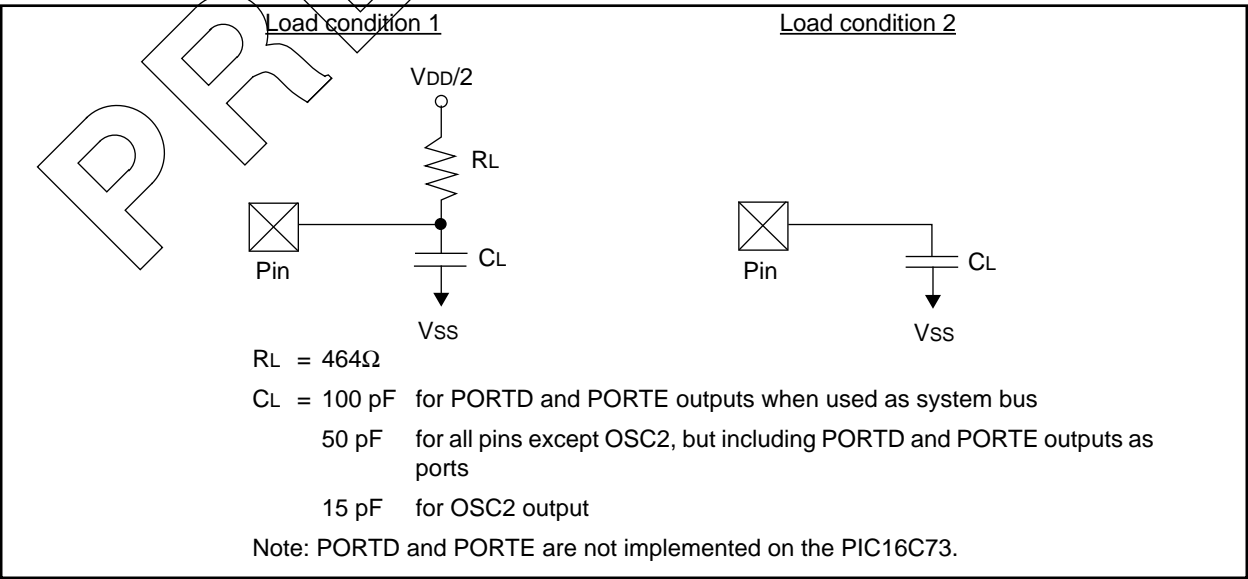 Load condition 1
Load condition 2
VDD/2
RL
CL
Pin
VSS
Pin
CL
VSS
RL = 464Ω
CL = 100 pF for PORTD and PORTE outputs when used as system bus
50 pF for all pins except OSC2, but including PORTD and PORTE outputs as
ports
15 pF for OSC2 output
Note: PORTD and PORTE are not implemented on the PIC16C73.